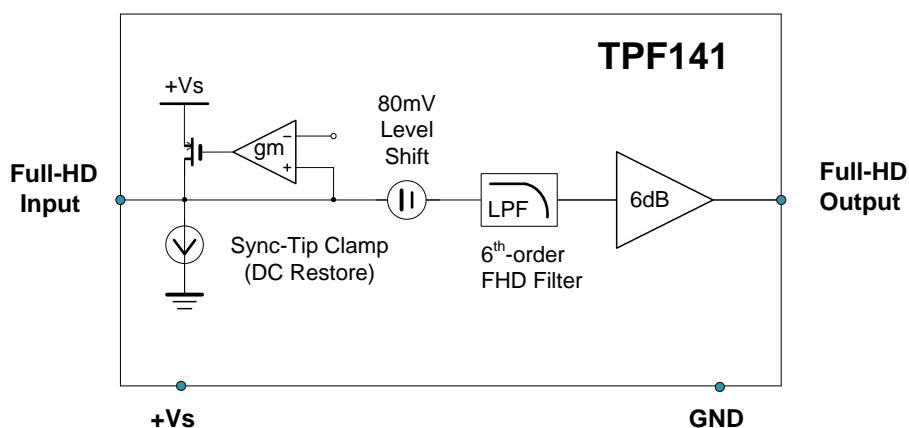 TPF141
+Vs
80mV
Level
Shift
gm
−
+
Full-HD
Input
LPF
6dB
Full-HD
Output
Sync-Tip Clamp
(DC Restore)
6th-order
FHD Filter
+Vs
GND